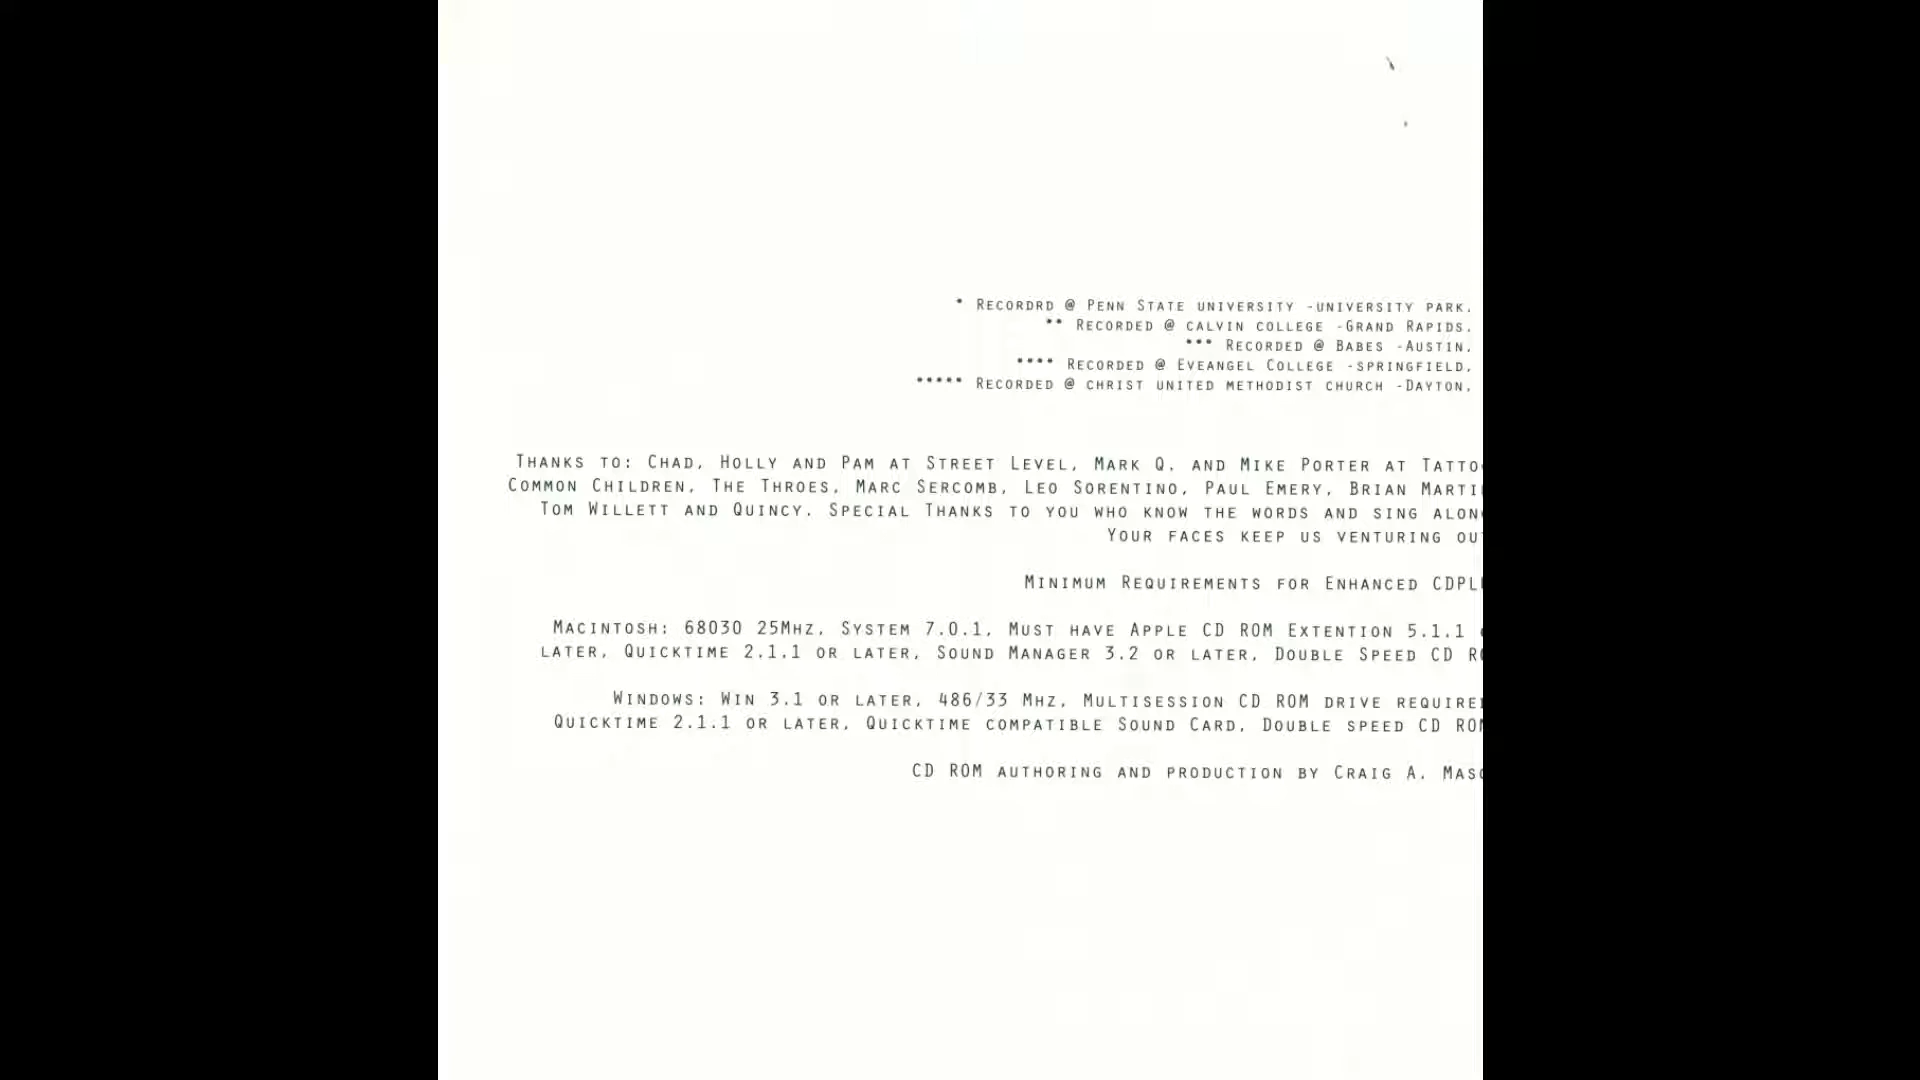 * Recordrd @ Penn State university -university park.
** Recorded @ calvin college -Grand Rapids.
*** Recorded @ Babes -Austin.
**** Recorded @ Eveangel College -springfield.
***** Recorded @ christ united methodist church -Dayton.
Thanks to: Chad, Holly and Pam at Street Level, Mark Q. and Mike Porter at
Common Children, The Throes, Marc Sercomb, Leo Sorentino, Paul Emery, Brian
Tom Willett and Quincy. Special Thanks to you who know the words and sing
Your faces keep us venturing
Minimum Requirements for Enhanced
Macintosh: 68030 25Mhz, System 7.0.1, Must have Apple CD ROM Extention 5.1.1
later, Quicktime 2.1.1 or later, Sound Manager 3.2 or later, Double Speed CD
Windows: Win 3.1 or later, 486/33 Mhz, Multisession CD ROM drive
Quicktime 2.1.1 or later, Quicktime compatible Sound Card, Double speed CD
CD ROM authoring and production by Craig A.